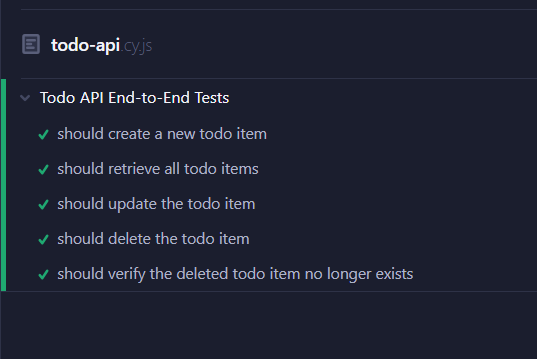 todo-api.cy.js
Todo API End-to-End Tests
should create a new todo item
should retrieve all todo items
should update the todo item
should delete the todo item
should verify the deleted todo item no longer exists